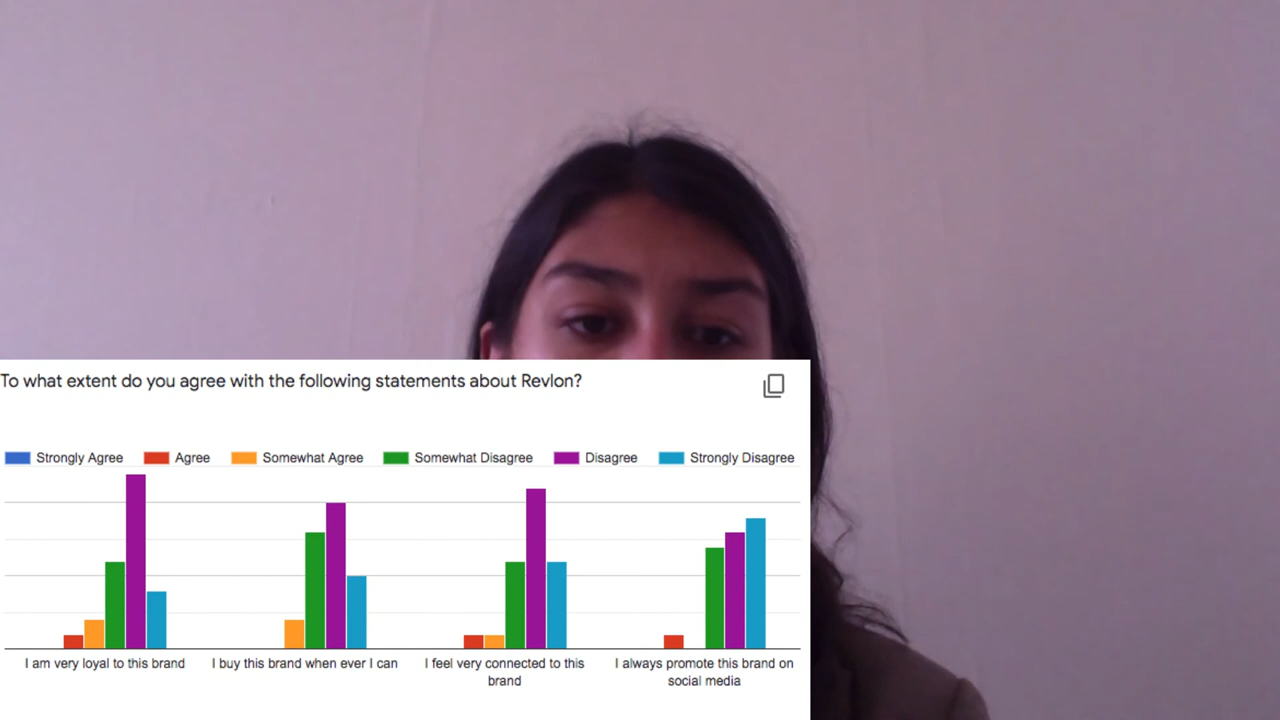 To what extent do you agree with the following statements about Revlon?
Strongly Agree Agree Somewhat Agree Somewhat Disagree Disagree Strongly Disagree
I am very loyal to this brand
I buy this brand when ever I can
I feel very connected to this
brand
I always promote this brand on
social media